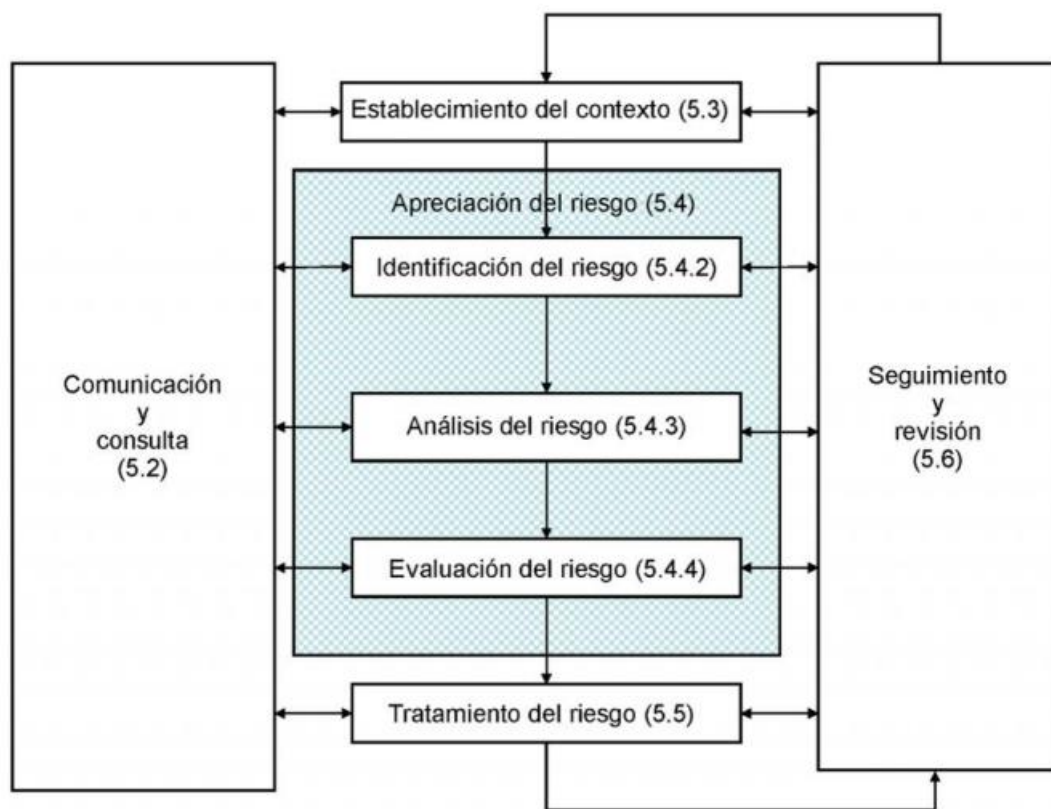 Establecimiento del contexto (5.3)
Apreciación del riesgo (5.4)
Identificación del riesgo (5.4.2)
Análisis del riesgo (5.4.3)
Evaluación del riesgo (5.4.4)
Tratamiento del riesgo (5.5)
Comunicación
y
consulta
(5.2)
Seguimiento
y
revisión
(5.6)